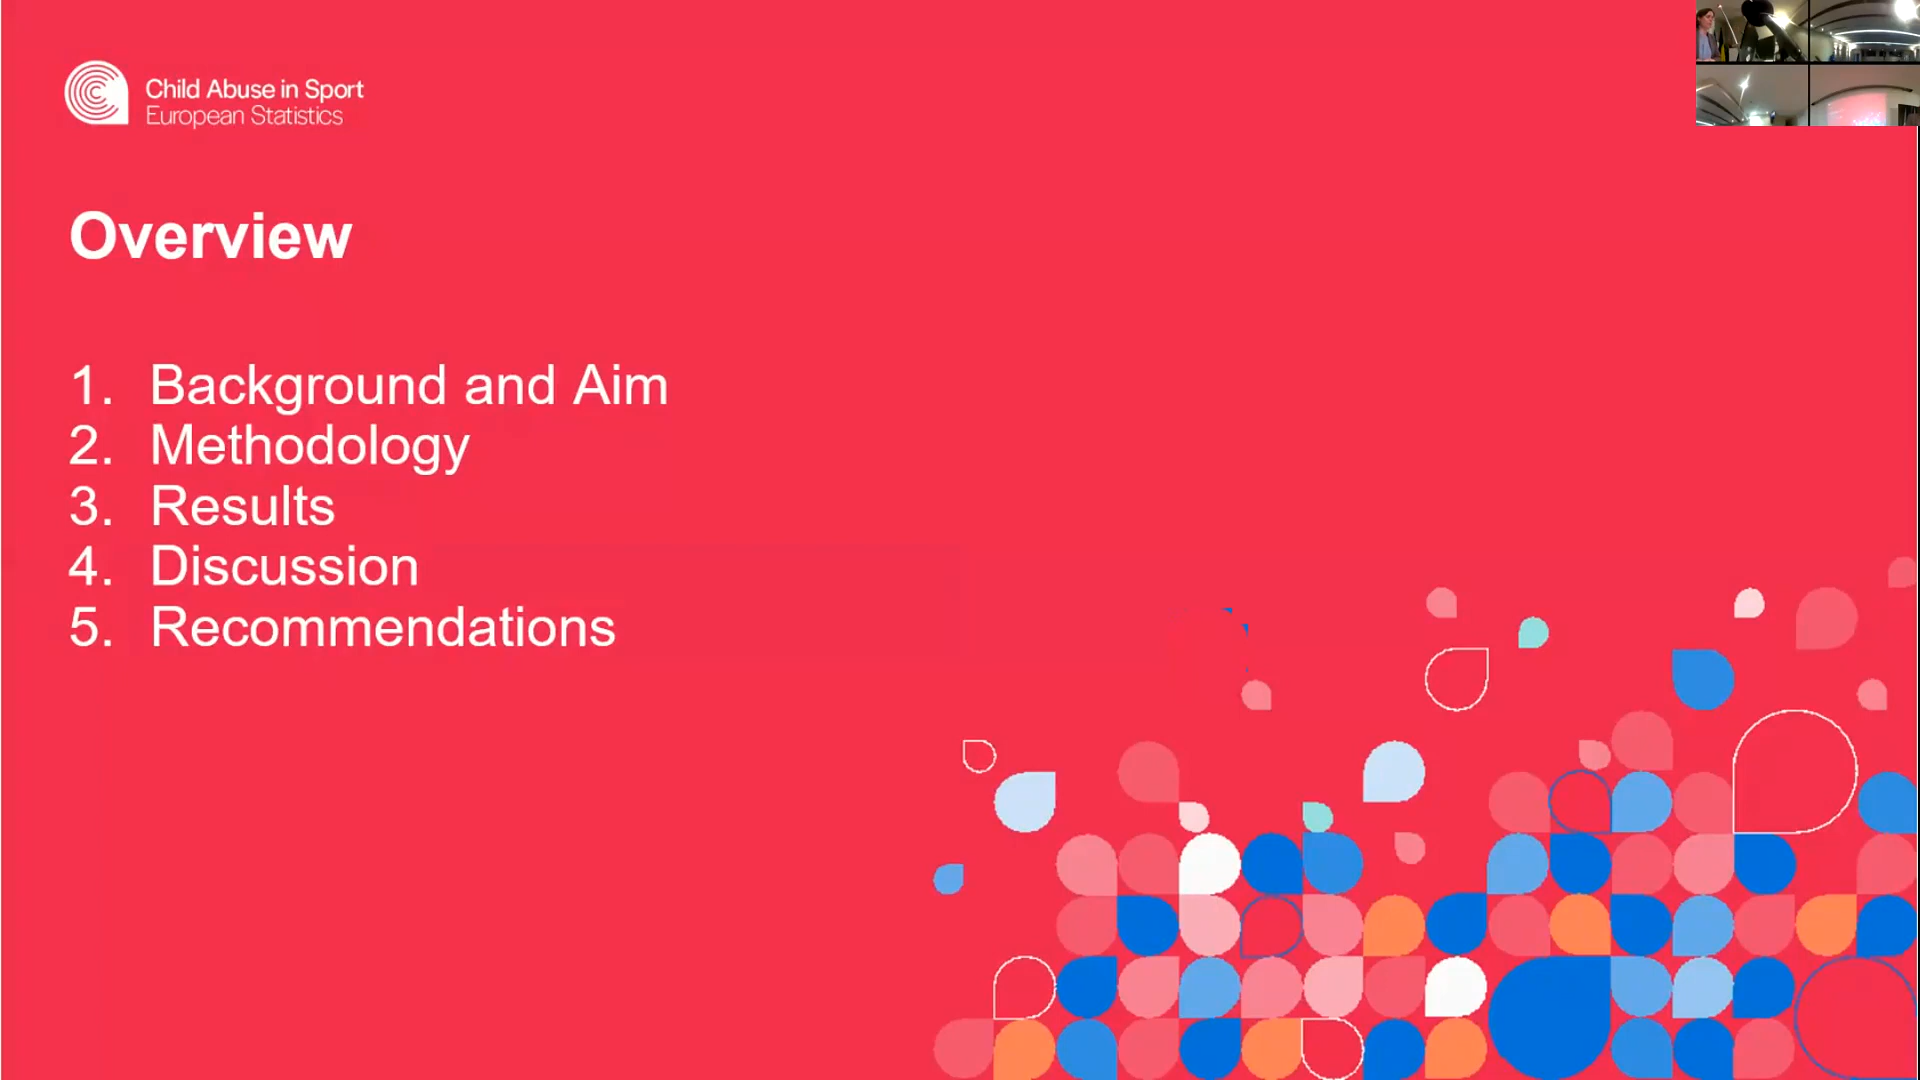 Child Abuse in Sport
European Statistics
Overview
1. Background and Aim
2. Methodology
3. Results
4. Discussion
5. Recommendations